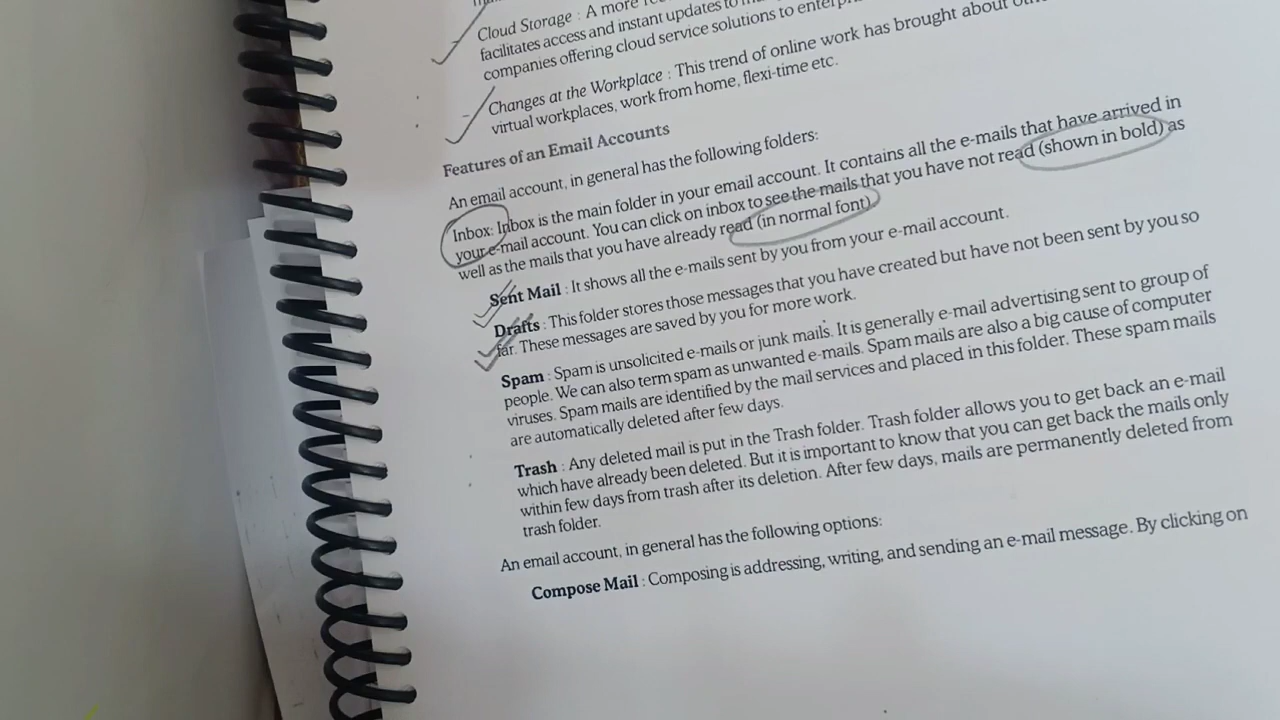 Cloud Storage : A more
facilitates access and instant updates to
companies offering cloud service solutions to
Changes at the Workplace : This trend of online work has brought about
virtual workplaces, work from home, flexi-time etc.
Features of an Email Accounts
An email account, in general has the following folders:
Inbox: Inbox is the main folder in your email account. It contains all the e-mails that have arrived in
your e-mail account. You can click on inbox to see the mails that you have not read (shown in bold) as
well as the mails that you have already read (in normal font).
Sent Mail : It shows all the e-mails sent by you from your e-mail account.
Drafts : This folder stores those messages that you have created but have not been sent by you so
far. These messages are saved by you for more work.
Spam : Spam is unsolicited e-mails or junk mails. It is generally e-mail advertising sent to group of
people. We can also term spam as unwanted e-mails. Spam mails are also a big cause of computer
viruses. Spam mails are identified by the mail services and placed in this folder. These spam mails
are automatically deleted after few days.
Trash : Any deleted mail is put in the Trash folder. Trash folder allows you to get back an e-mail
which have already been deleted. But it is important to know that you can get back the mails only
within few days from trash after its deletion. After few days, mails are permanently deleted from
trash folder.
An email account, in general has the following options:
Compose Mail : Composing is addressing, writing, and sending an e-mail message. By clicking on